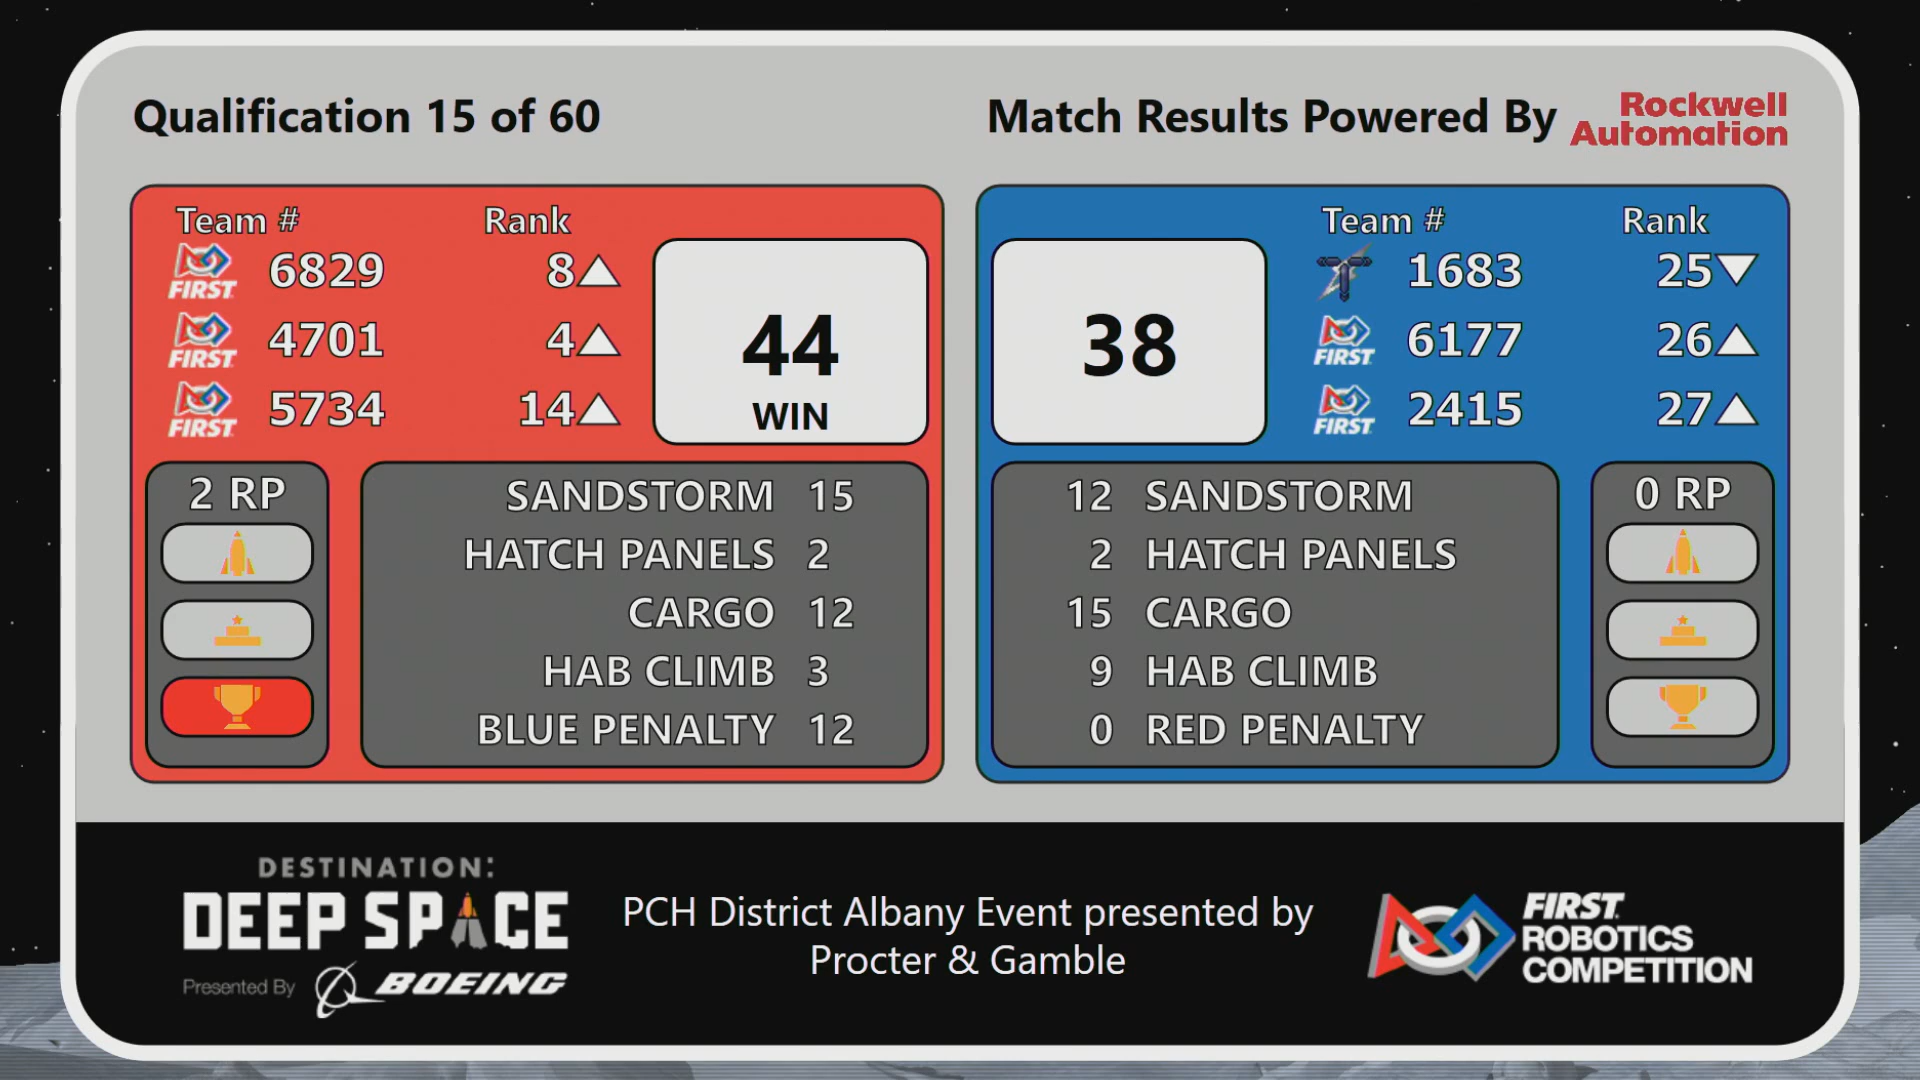 Qualification 15 of 60
Match Results Powered By Rockwell Automation
Team # Rank
FIRST 6829 8
FIRST 4701 4
FIRST 5734 14
44
WIN
2 RP
SANDSTORM 15
HATCH PANELS 2
CARGO 12
HAB CLIMB 3
BLUE PENALTY 12
38
Team # Rank
1683 25
FIRST 6177 26
FIRST 2415 27
12 SANDSTORM
2 HATCH PANELS
15 CARGO
9 HAB CLIMB
0 RED PENALTY
0 RP
DESTINATION:
DEEP SPACE
Presented By BOEING
PCH District Albany Event presented by
Procter & Gamble
FIRST
ROBOTICS
COMPETITION